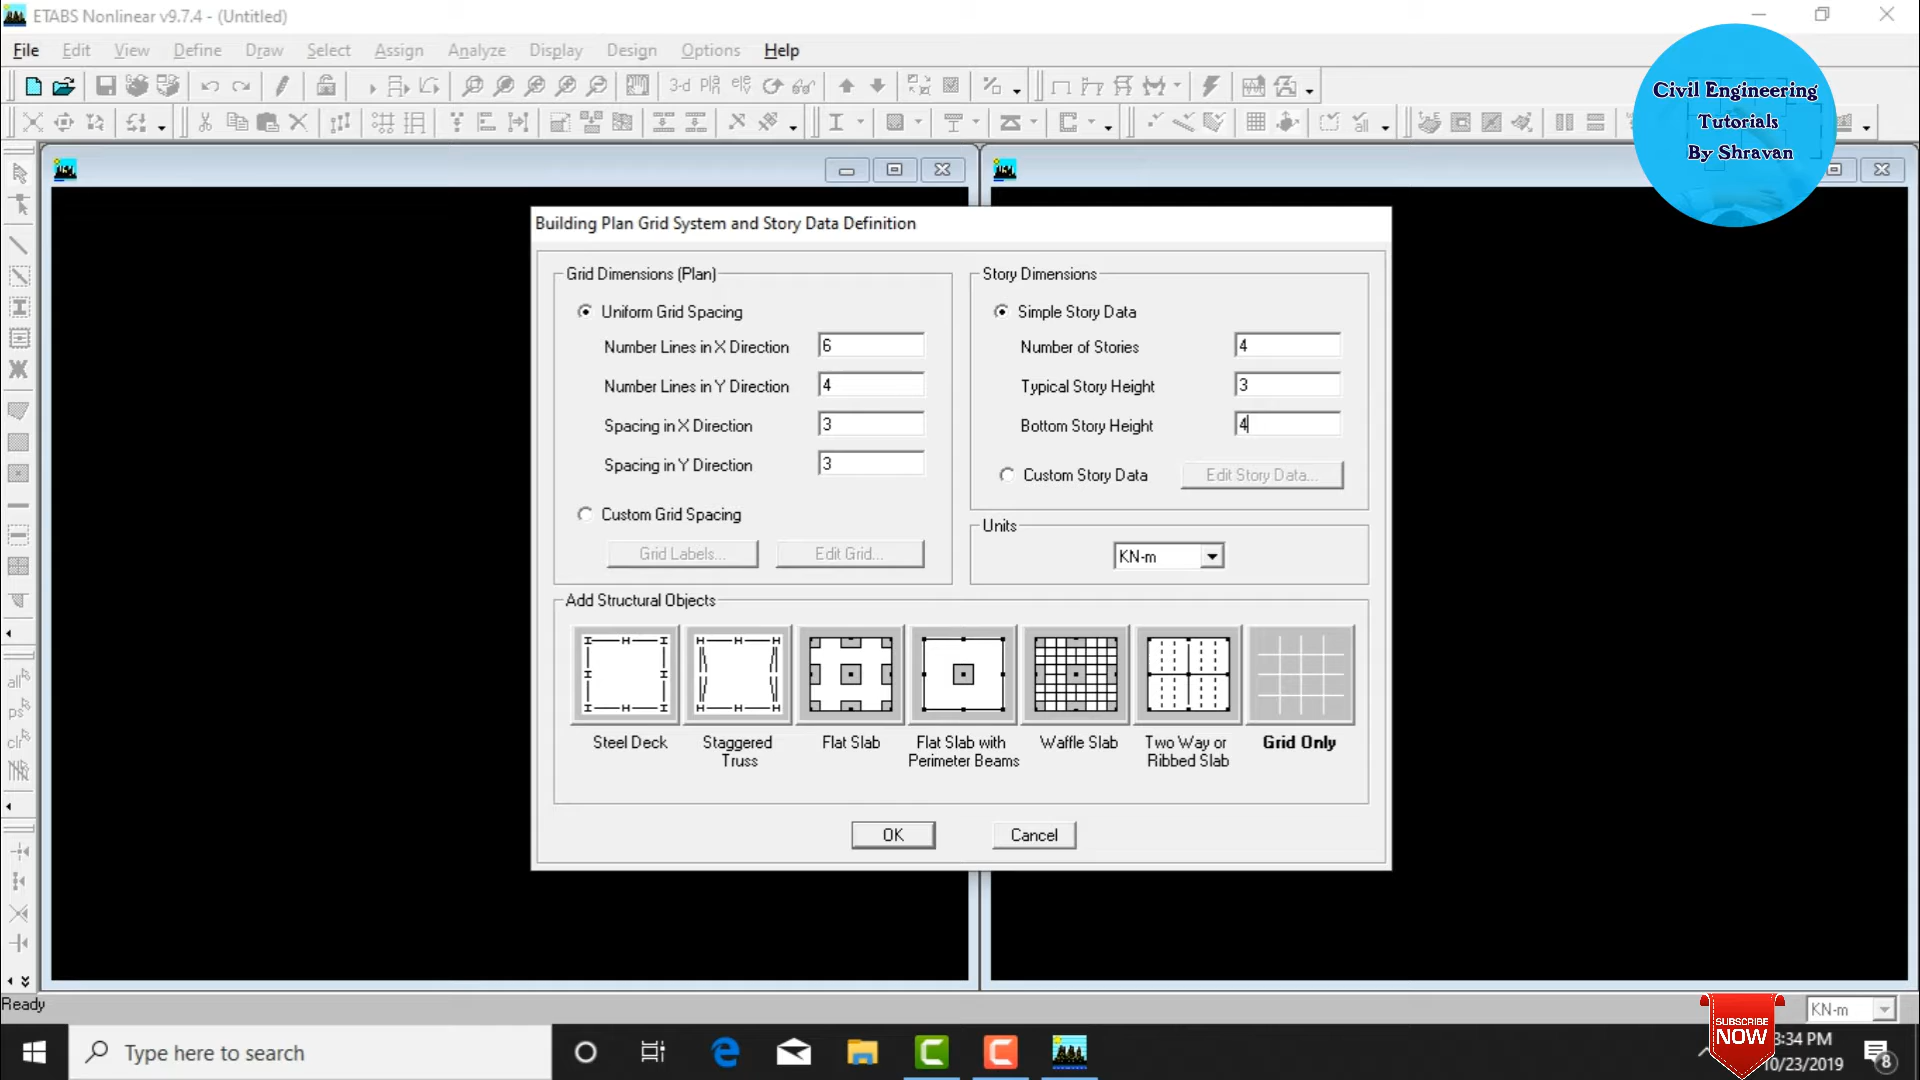 ETABS Nonlinear v9.7.4 - (Untitled)
File Edit View Define Draw Select Assign Analyze Display Design Options Help
3-d
Civil Engineering
Tutorials
By Shravan
Building Plan Grid System and Story Data Definition
Grid Dimensions (Plan)
Uniform Grid Spacing
Number Lines in X Direction 6
Number Lines in Y Direction 4
Spacing in X Direction 3
Spacing in Y Direction 3
Custom Grid Spacing
Grid Labels... Edit Grid...
Story Dimensions
Simple Story Data
Number of Stories 4
Typical Story Height 3
Bottom Story Height 4
Custom Story Data Edit Story Data...
Units
KN-m
Add Structural Objects
Steel Deck
Staggered
Truss
Flat Slab
Flat Slab with
Perimeter Beams
Waffle Slab
Two Way or
Ribbed Slab
Grid Only
OK Cancel
all
ps
clr
Ready
KN-m
SUBSCRIBE
NOW
Type here to search
3:34 PM
10/23/2019
8